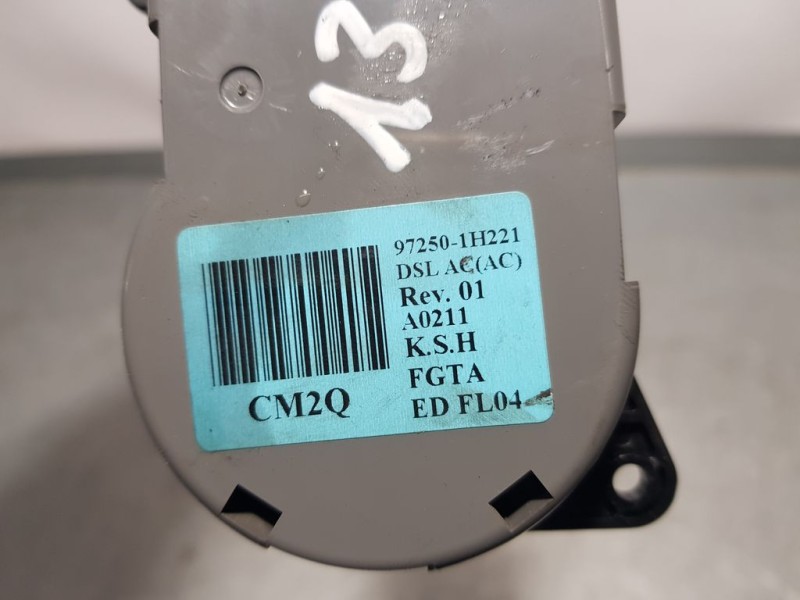 13
97250-1H221
DSL AC(AC)
Rev. 01
A0211
K.S.H
FGTA
ED FL04
CM2Q